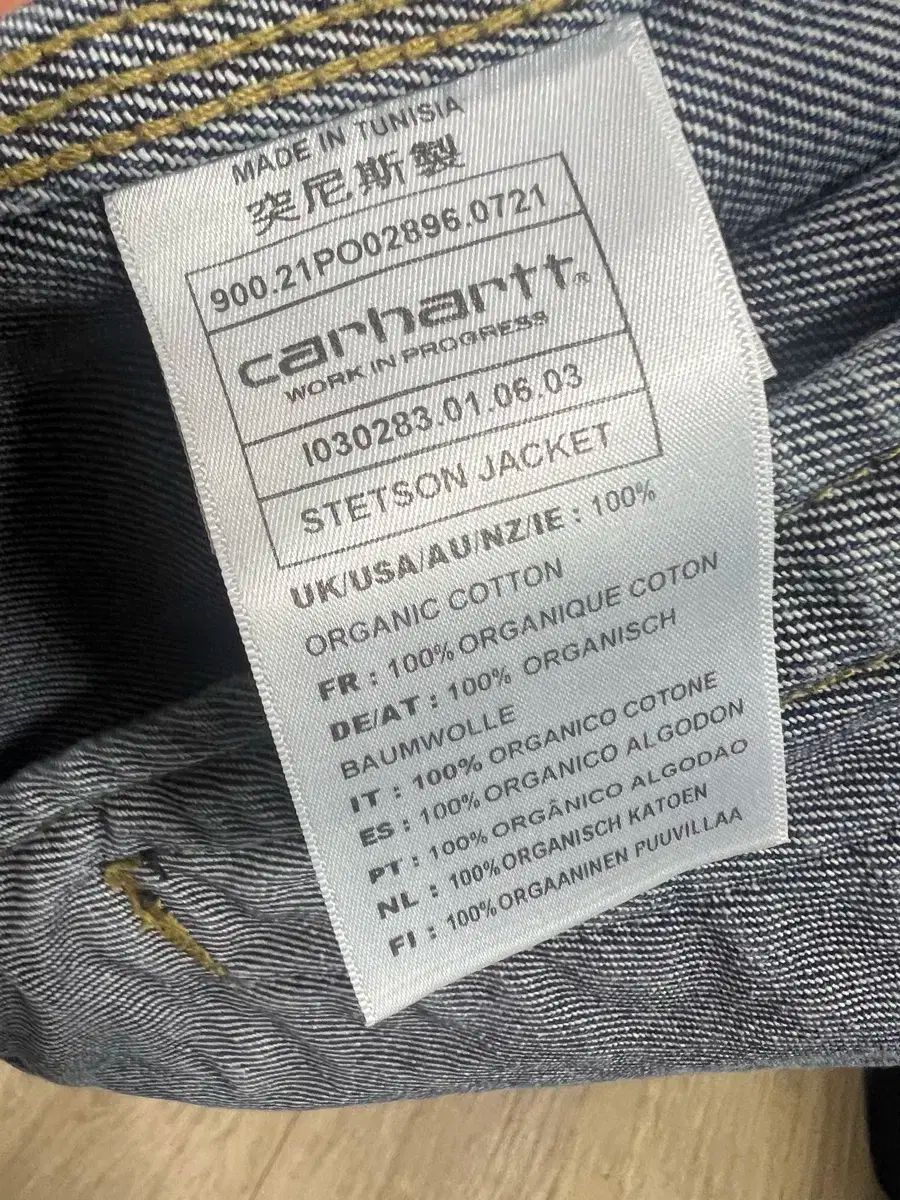 MADE IN TUNISIA
突尼斯製
900.21PO02896.0721
carhartt®
WORK IN PROGRESS
I030283.01.06.03
STETSON JACKET
UK/USA/AU/NZ/IE : 100%
ORGANIC COTTON
FR : 100% ORGANIQUE COTON
DE/AT : 100% ORGANISCH
BAUMWOLLE
IT : 100% ORGANICO COTONE
ES : 100% ORGANICO ALGODON
PT : 100% ORGÂNICO ALGODAO
NL : 100% ORGANISCH KATOEN
FI : 100% ORGAANINEN PUUVILLAA